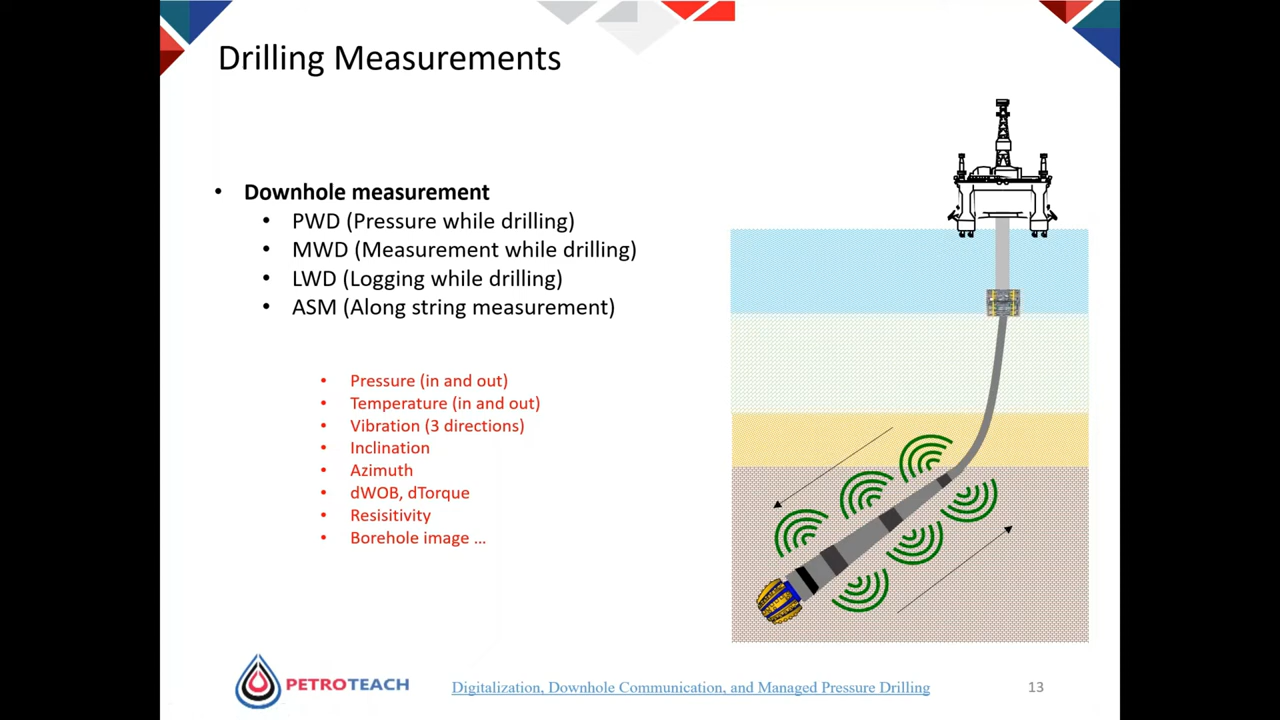 Drilling Measurements
• Downhole measurement
• PWD (Pressure while drilling)
• MWD (Measurement while drilling)
• LWD (Logging while drilling)
• ASM (Along string measurement)
• Pressure (in and out)
• Temperature (in and out)
• Vibration (3 directions)
• Inclination
• Azimuth
• dWOB, dTorque
• Resisitivity
• Borehole image ...
PETROTEACH
Digitalization, Downhole Communication, and Managed Pressure Drilling
13